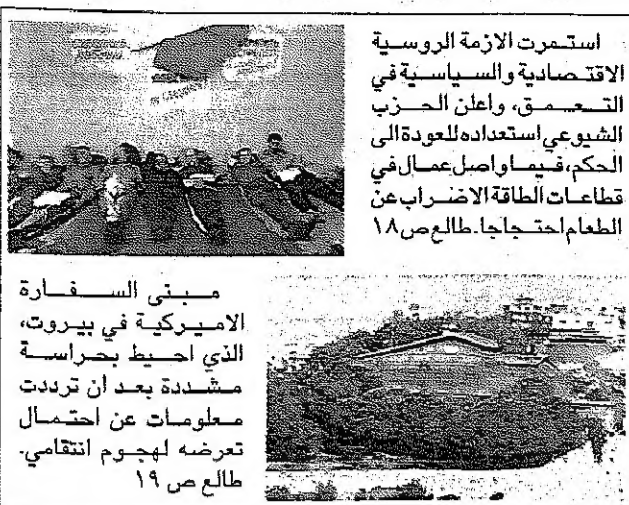 استمرت الازمة الروسية
الاقتصادية والسياسية في
التعمق، واعلن الحزب
الشيوعي استعداده للعودة الى
الحكم، فيما واصل عمال في
قطاعات الطاقة الاضراب عن
الطعام احتجاجا. طالع ص ١٨
مبنى السفارة
الاميركية في بيروت،
الذي احيط بحراسة
مشددة بعد ان ترددت
معلومات عن احتمال
تعرضه لهجوم انتقامي.
طالع ص ١٩